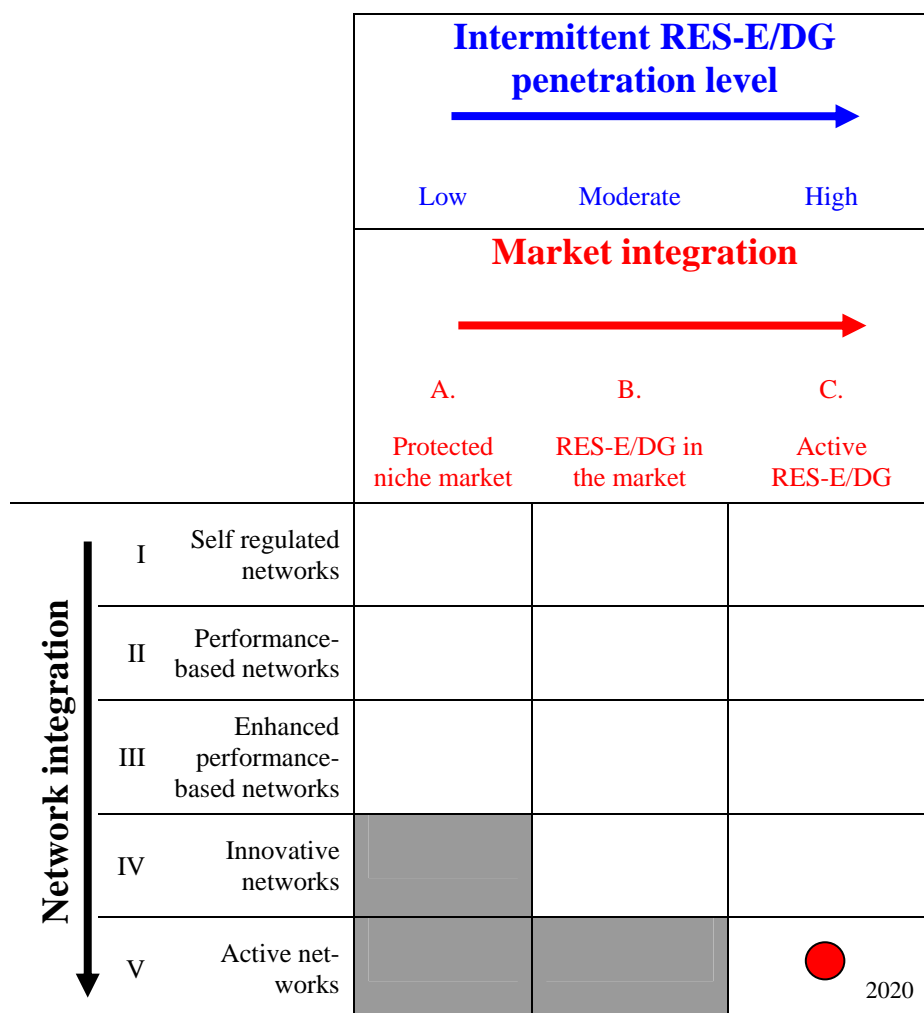 Intermittent RES-E/DG
penetration level
Low Moderate High
Market integration
A. B. C.
Protected
niche market
RES-E/DG in
the market
Active
RES-E/DG
Network integration
I Self regulated
networks
II Performance-
based networks
III Enhanced
performance-
based networks
IV Innovative
networks
V Active net-
works
2020